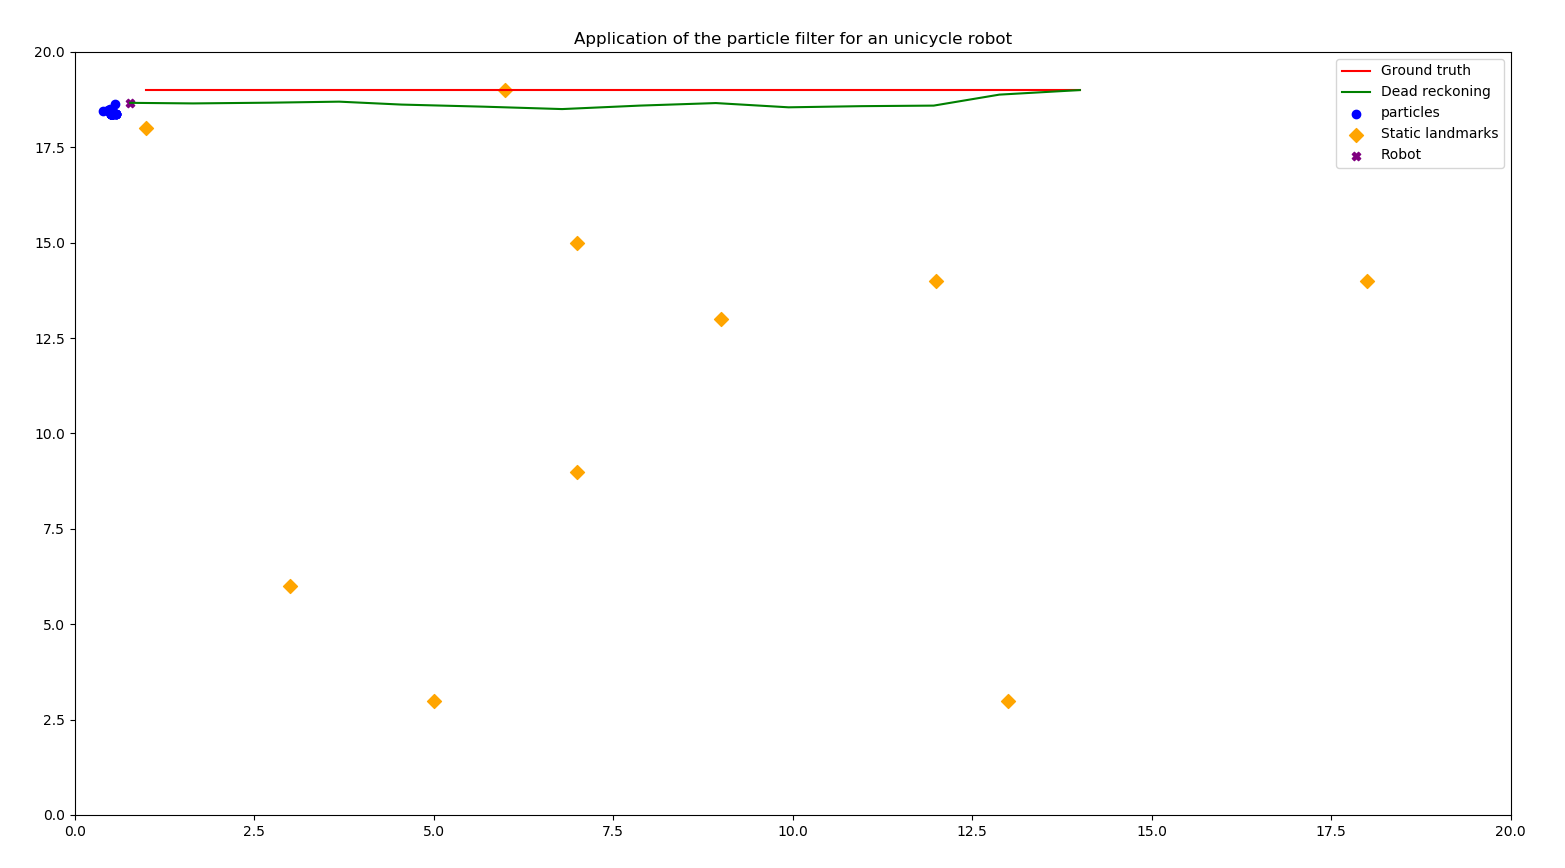 Application of the particle filter for an unicycle robot
20.0
17.5
15.0
12.5
10.0
7.5
5.0
2.5
0.0
Ground truth
Dead reckoning
particles
Static landmarks
Robot
0.0 2.5 5.0 7.5 10.0 12.5 15.0 17.5 20.0